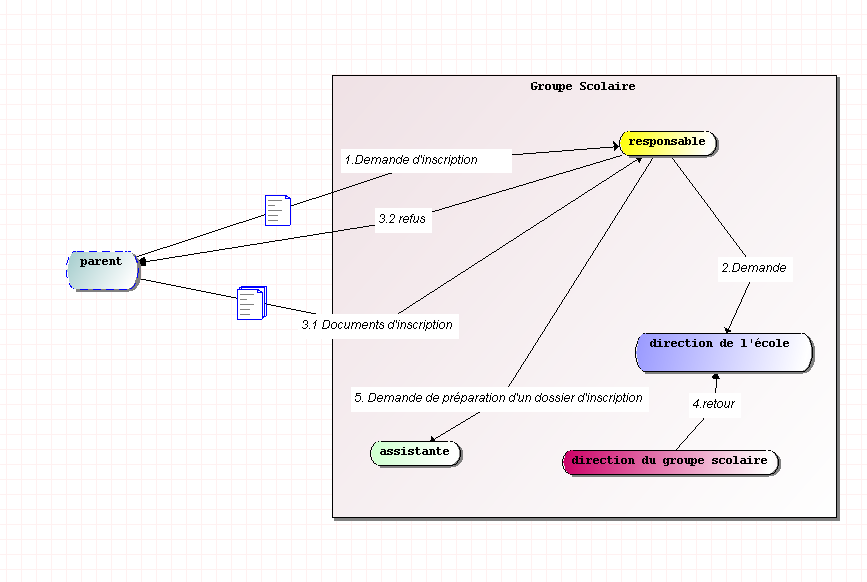 Groupe Scolaire
responsable
1.Demande d'inscription
3.2 refus
parent
2.Demande
3.1 Documents d'inscription
direction de l'école
5. Demande de préparation d'un dossier d'inscription
4.retour
assistante
direction du groupe scolaire